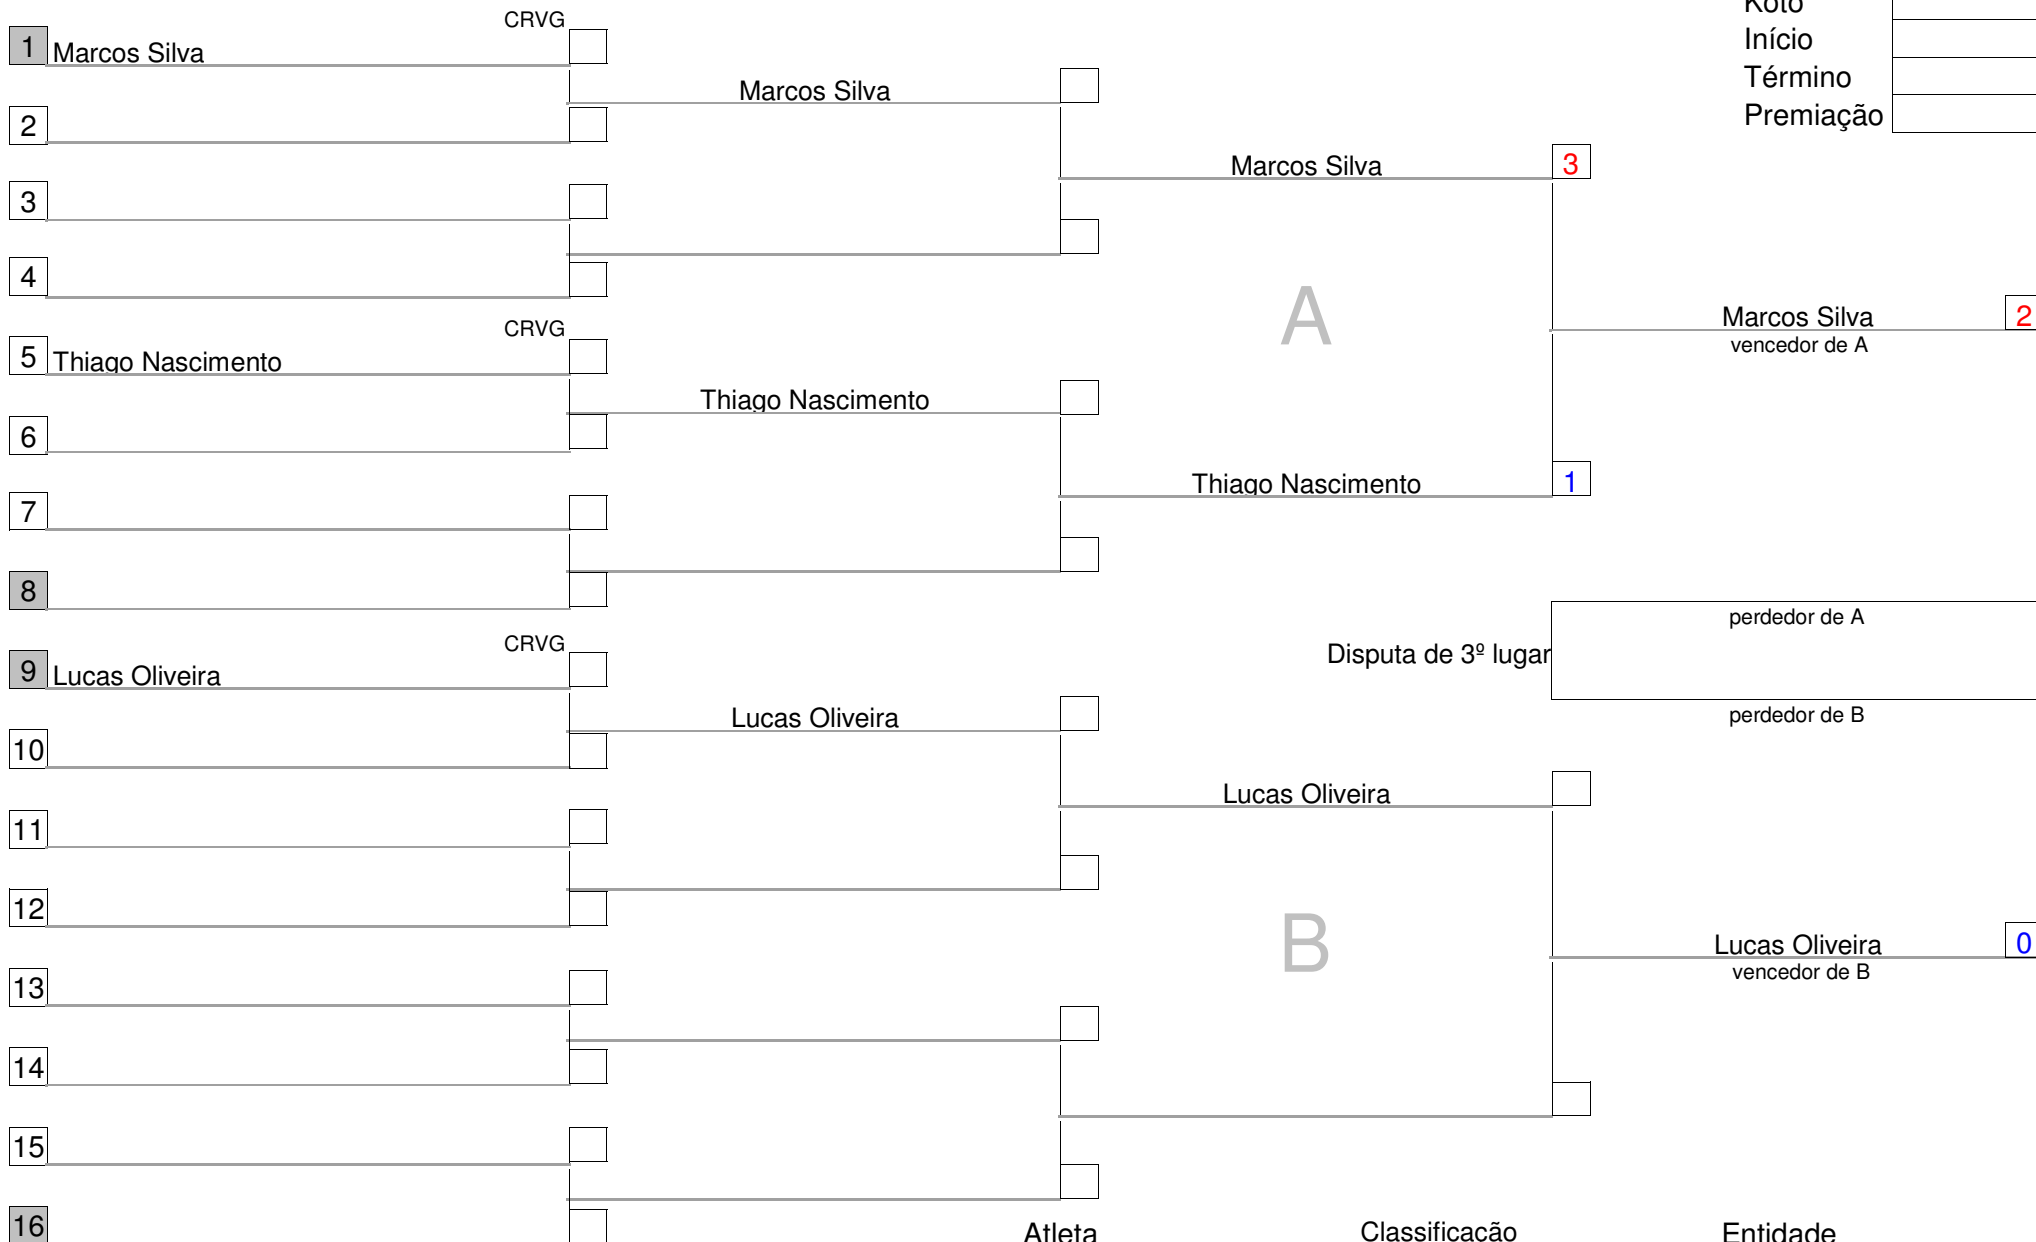 CRVG
1 Marcos Silva
Koto
Início
Término
Premiação
Marcos Silva
2
Marcos Silva 3
3
4
A
Marcos Silva 2
vencedor de A
CRVG
5 Thiago Nascimento
Thiago Nascimento
6
Thiago Nascimento 1
7
8
perdedor de A
Disputa de 3º lugar
perdedor de B
CRVG
9 Lucas Oliveira
Lucas Oliveira
10
Lucas Oliveira
11
12
B
Lucas Oliveira 0
vencedor de B
13
14
15
16
Atleta Classificação Entidade